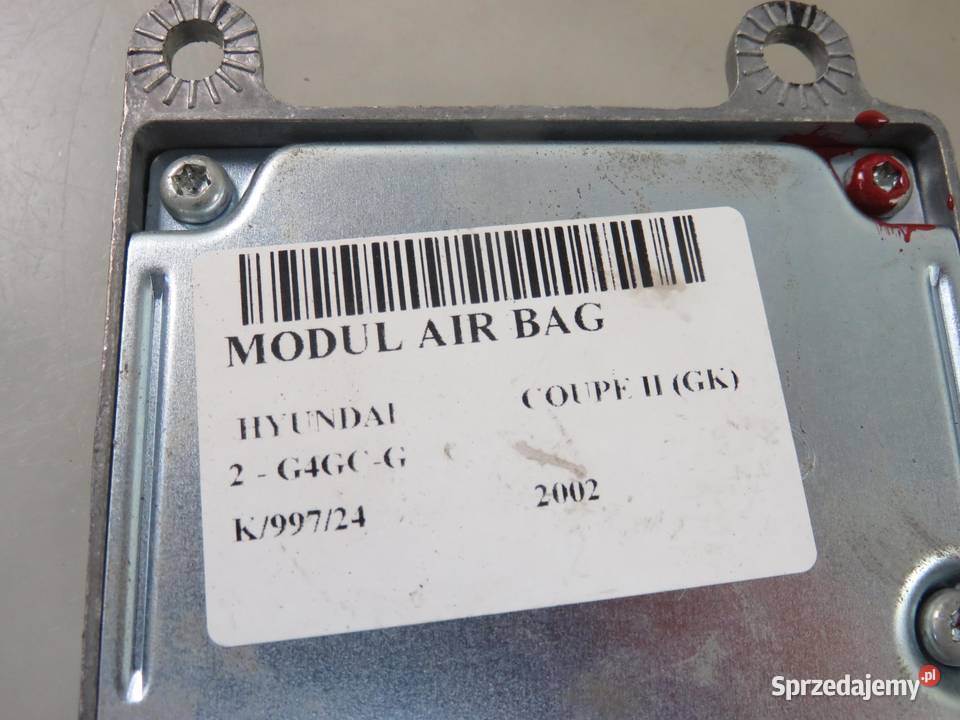 MODUL AIR BAG
HYUNDAI COUPE II (GK)
2 - G4GC-G
K/997/24 2002
Sprzedajemy.pl